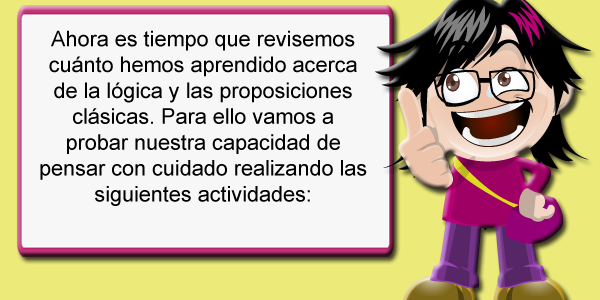 Ahora es tiempo que revisemos
cuánto hemos aprendido acerca
de la lógica y las proposiciones
clásicas. Para ello vamos a
probar nuestra capacidad de
pensar con cuidado realizando las
siguientes actividades: